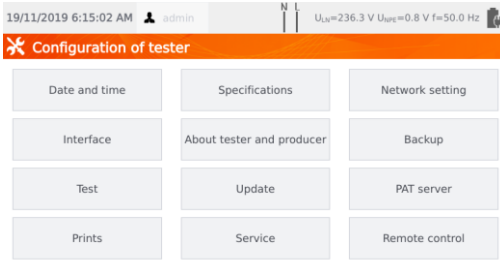 N L
19/11/2019 6:15:02 AM admin ULN=236.3 V UNPE=0.8 V f=50.0 Hz
Configuration of tester
Date and time Specifications Network setting
Interface About tester and producer Backup
Test Update PAT server
Prints Service Remote control